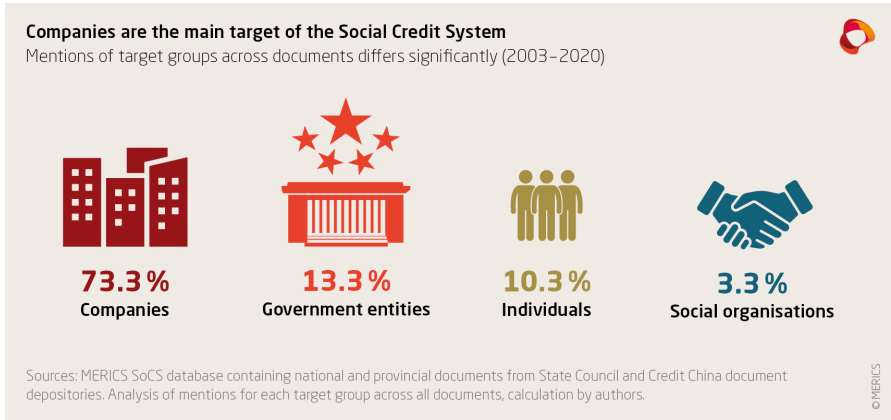 Companies are the main target of the Social Credit System
Mentions of target groups across documents differs significantly (2003–2020)
73.3 %
Companies
13.3 %
Government entities
10.3 %
Individuals
3.3 %
Social organisations
Sources: MERICS SoCS database containing national and provincial documents from State Council and Credit China document
depositories. Analysis of mentions for each target group across all documents, calculation by authors.
© MERICS